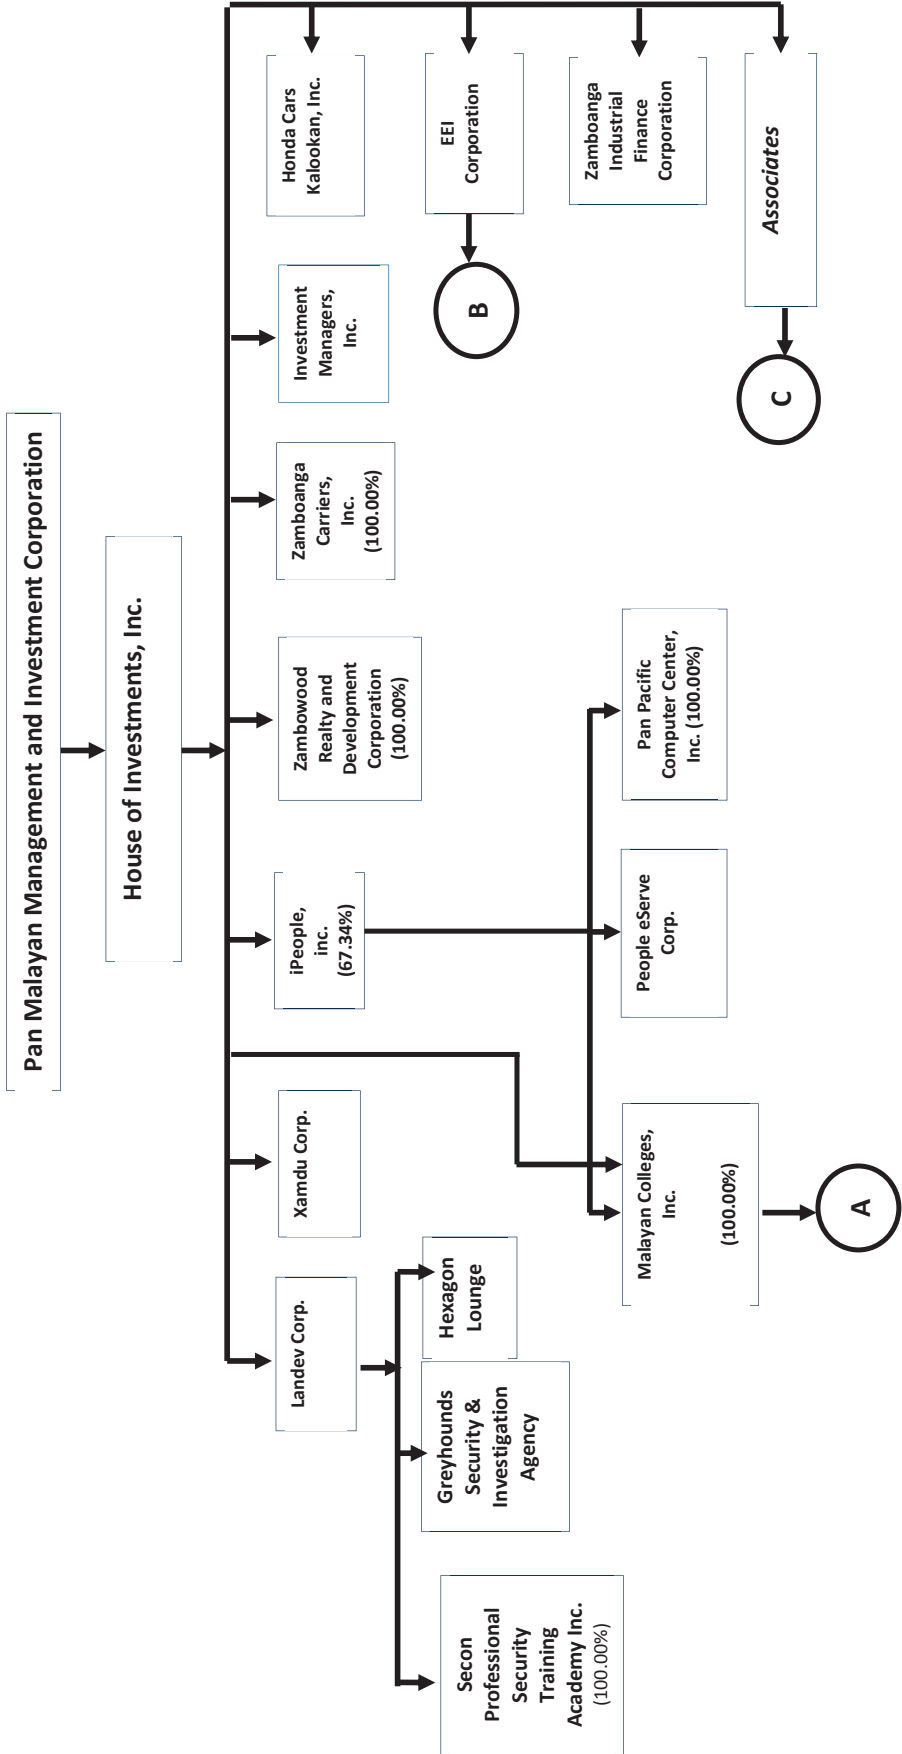 Pan Malayan Management and Investment Corporation
House of Investments, Inc.
Landev Corp.
Xamdu Corp.
iPeople,
inc.
(67.34%)
Zambowood
Realty and
Development
Corporation
(100.00%)
Zamboanga
Carriers,
Inc.
(100.00%)
Investment
Managers,
Inc.
Honda Cars
Kalookan, Inc.
EEI
Corporation
B
Zamboanga
Industrial
Finance
Corporation
Associates
C
Secon
Professional
Security
Training
Academy Inc.
(100.00%)
Greyhounds
Security &
Investigation
Agency
Hexagon
Lounge
Malayan Colleges,
Inc.
(100.00%)
A
People eServe
Corp.
Pan Pacific
Computer Center,
Inc. (100.00%)